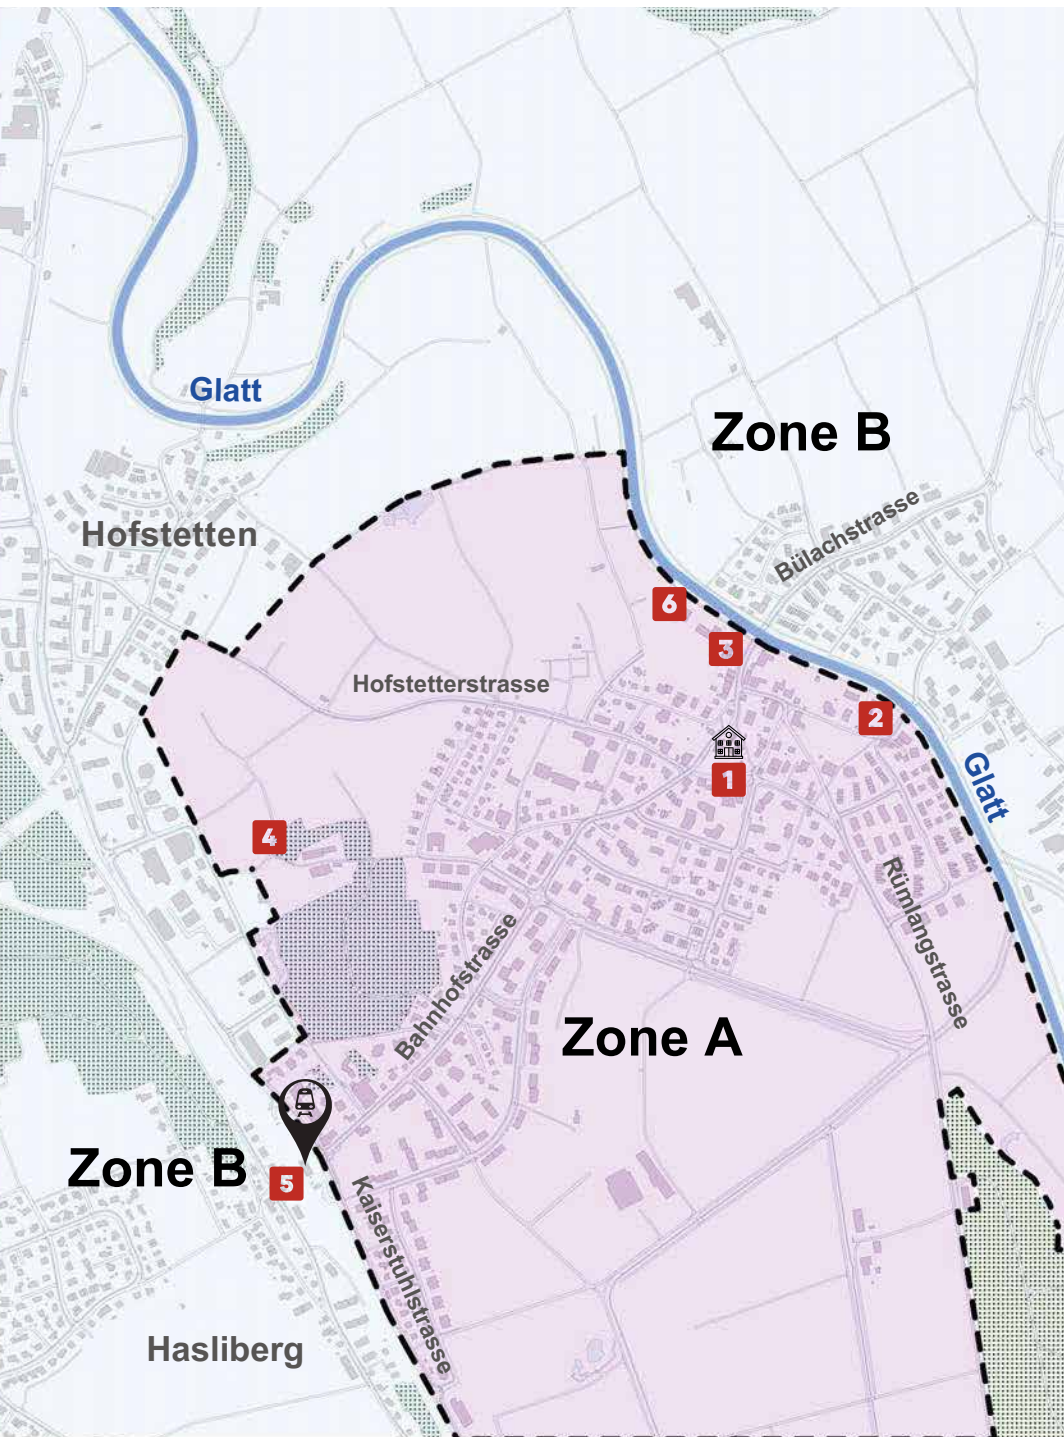 Glatt
Zone B
Hofstetten
Bülachstrasse
6
3
Hofstetterstrasse
2
1
Glatt
4
Rümlangstrasse
Bahnhofstrasse
Zone A
Zone B
5
Kaiserstuhlstrasse
Hasliberg